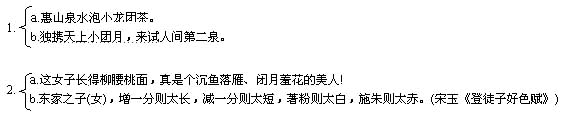 1.
a.惠山泉水泡小龙团茶。
b.独携天上小团月，来试人间第二泉。
2.
a.这女子长得柳腰桃面，真是个沉鱼落雁、闭月羞花的美人!
b.东家之子(女)，增一分则太长，减一分则太短，著粉则太白，施朱则太赤。(宋玉《登徒子好色赋》)